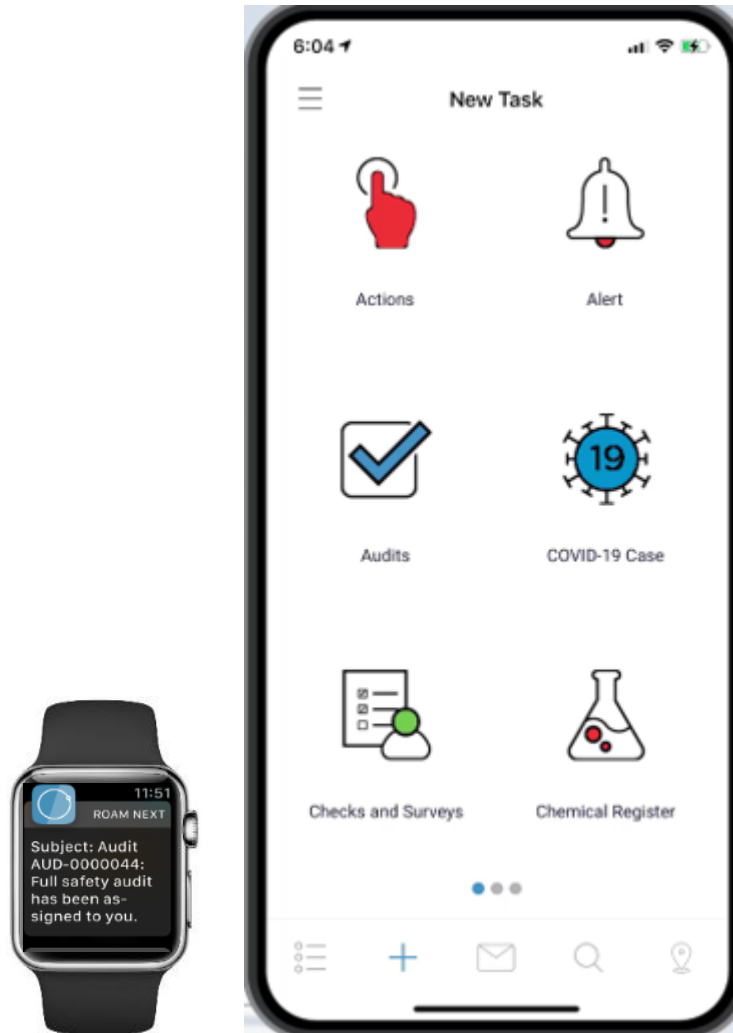 6:04
New Task
Actions
Alert
Audits
19
COVID-19 Case
Checks and Surveys
Chemical Register
11:51
ROAM NEXT
Subject: Audit
AUD-0000044:
Full safety audit
has been as-
signed to you.